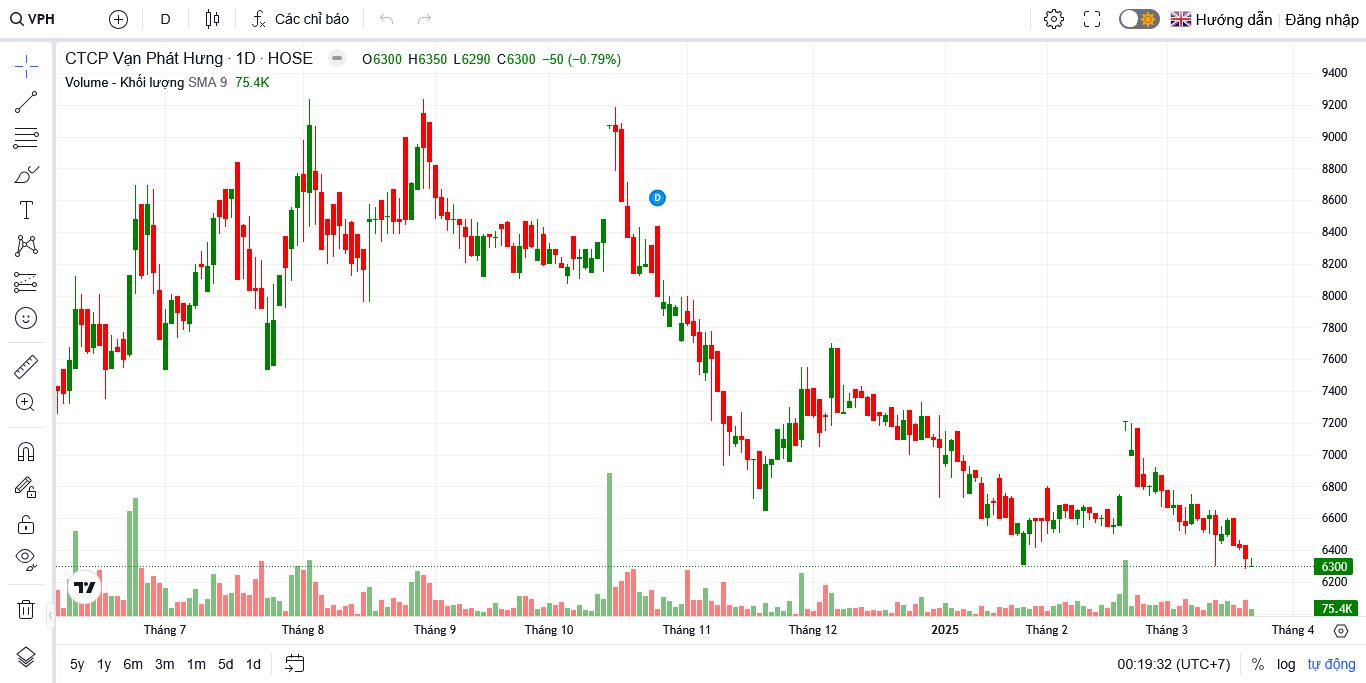 VPH D Các chỉ báo Hướng dẫn Đăng nhập
CTCP Vạn Phát Hưng · 1D · HOSE O6300 H6350 L6290 C6300 −50 (−0.79%)
Volume - Khối lượng SMA 9 75.4K
9400
9200
9000
8800
8600
8400
8200
8000
7800
7600
7400
7200
7000
6800
6600
6400
6300
6200
75.4K
D
Tháng 7 Tháng 8 Tháng 9 Tháng 10 Tháng 11 Tháng 12 2025 Tháng 2 Tháng 3 Tháng 4
5y 1y 6m 3m 1m 5d 1d 00:19:32 (UTC+7) % log tự động